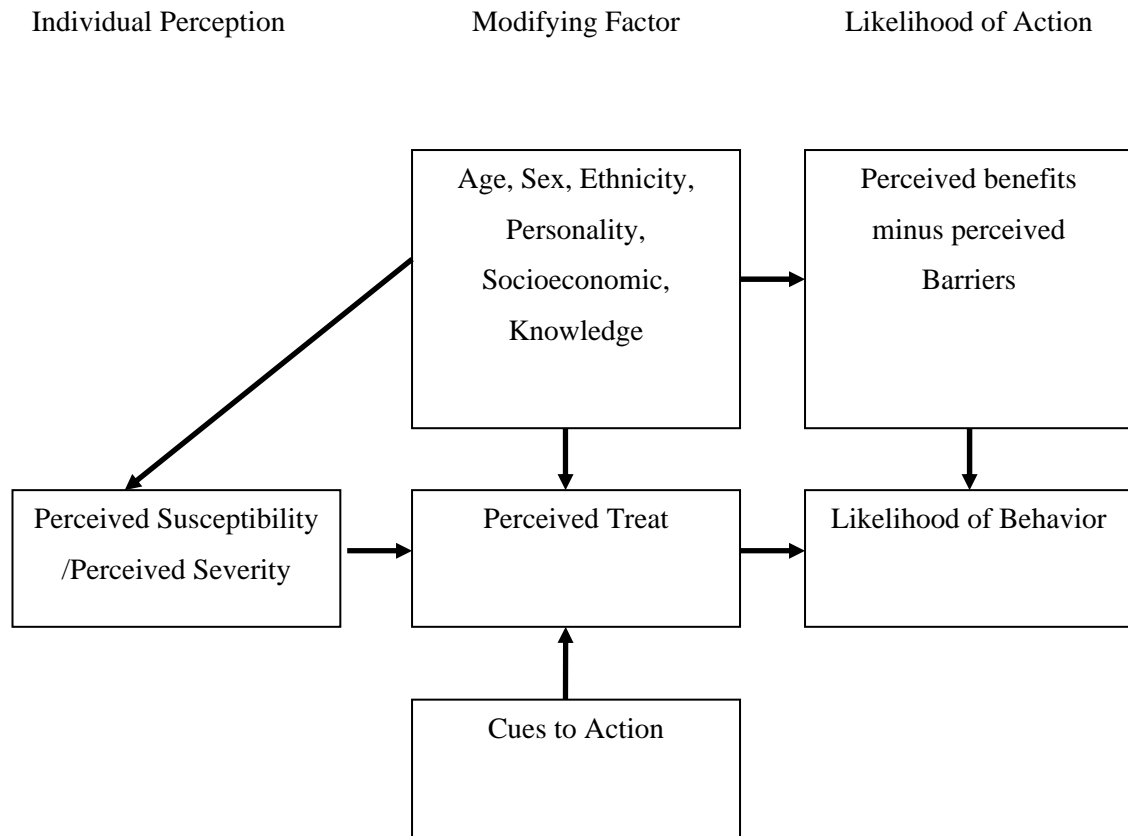 Individual Perception
Modifying Factor
Likelihood of Action
Age, Sex, Ethnicity,
Personality,
Socioeconomic,
Knowledge
Perceived benefits
minus perceived
Barriers
Perceived Susceptibility
/Perceived Severity
Perceived Treat
Likelihood of Behavior
Cues to Action